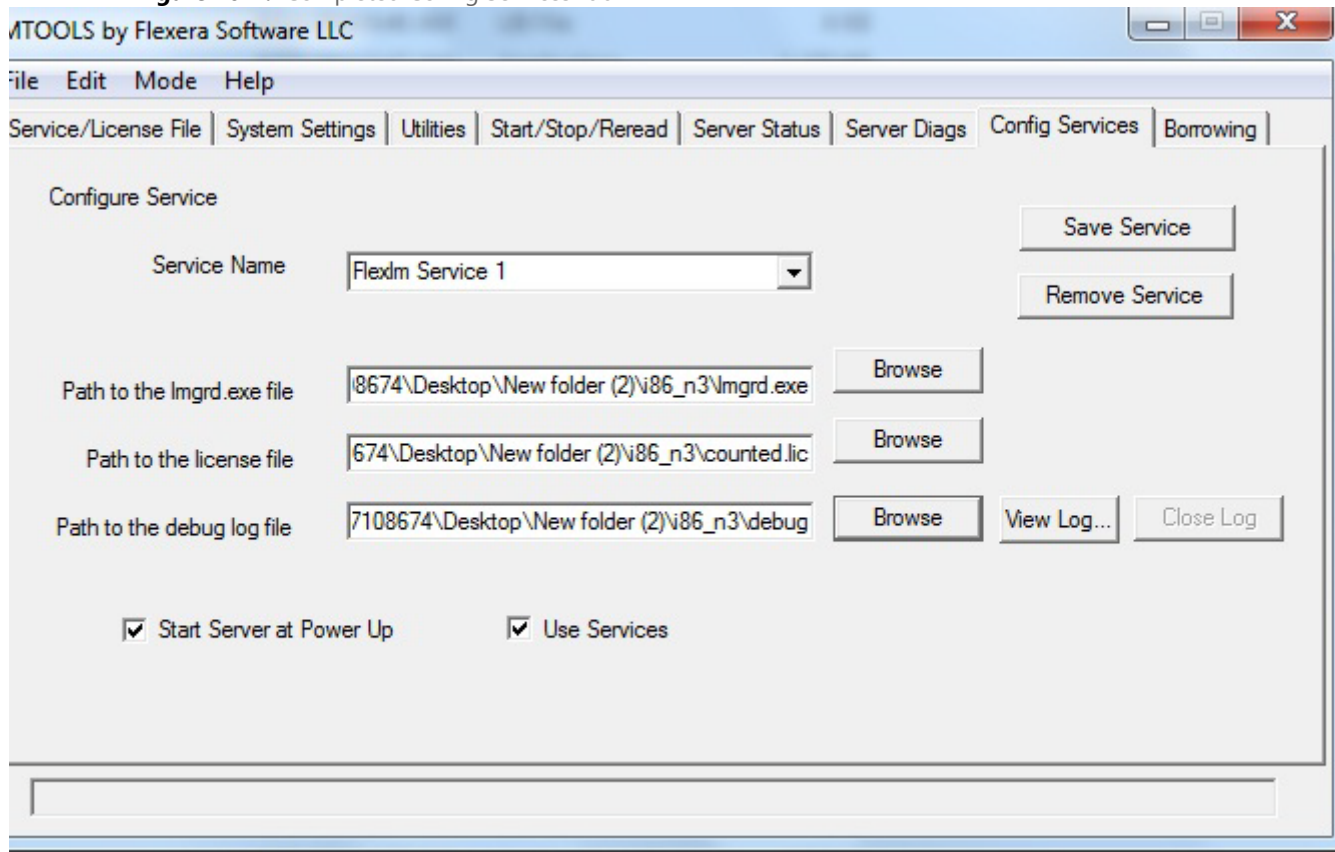 MTOOLS by Flexera Software LLC
File Edit Mode Help
Service/License File System Settings Utilities Start/Stop/Reread Server Status Server Diags Config Services Borrowing
Configure Service
Save Service
Service Name Flexlm Service 1
Remove Service
Path to the lmgrd.exe file 8674\Desktop\New folder (2)\i86_n3\lmgrd.exe Browse
Path to the license file 674\Desktop\New folder (2)\i86_n3\counted.lic Browse
Path to the debug log file 7108674\Desktop\New folder (2)\i86_n3\debug Browse View Log... Close Log
Start Server at Power Up Use Services